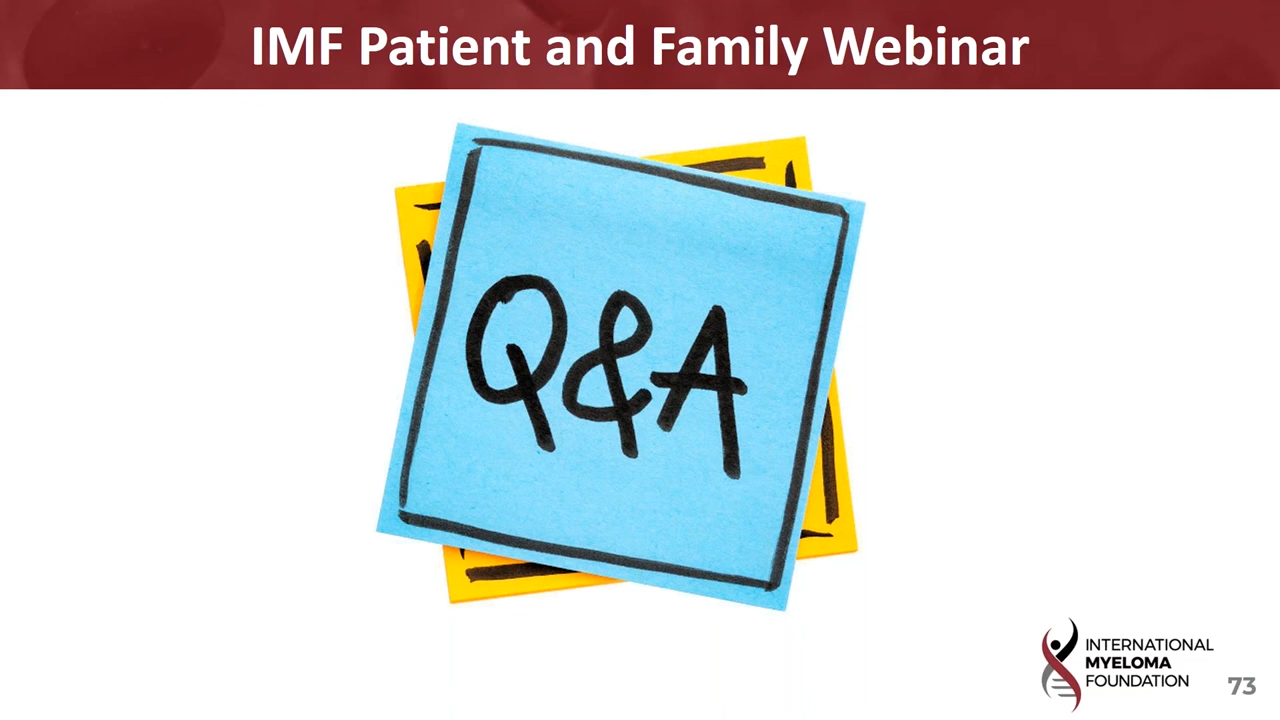 IMF Patient and Family Webinar
Q&A
INTERNATIONAL
MYELOMA
FOUNDATION
73